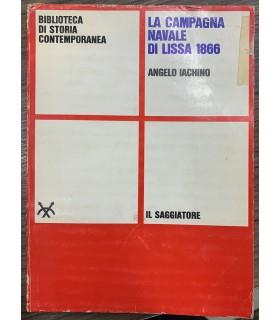 BIBLIOTECA
DI STORIA
CONTEMPORANEA
LA CAMPAGNA
NAVALE
DI LISSA 1866
ANGELO IACHINO
IL SAGGIATORE